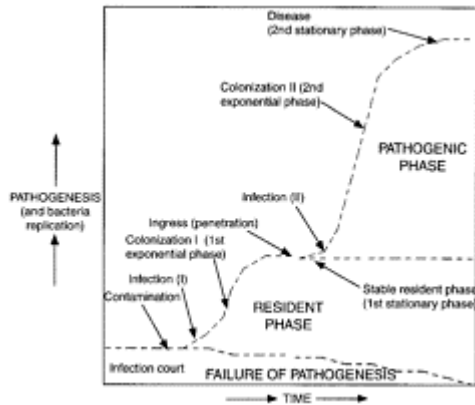 Disease
(2nd stationary phase)
Colonization II (2nd
exponential phase)
PATHOGENIC
PHASE
PATHOGENESIS
(and bacteria
replication)
Infection (II)
Ingress (penetration)
Colonization I (1st
exponential phase)
Infection (I)
Contamination
Stable resident phase
(1st stationary phase)
RESIDENT
PHASE
Infection court
FAILURE OF PATHOGENESIS
TIME